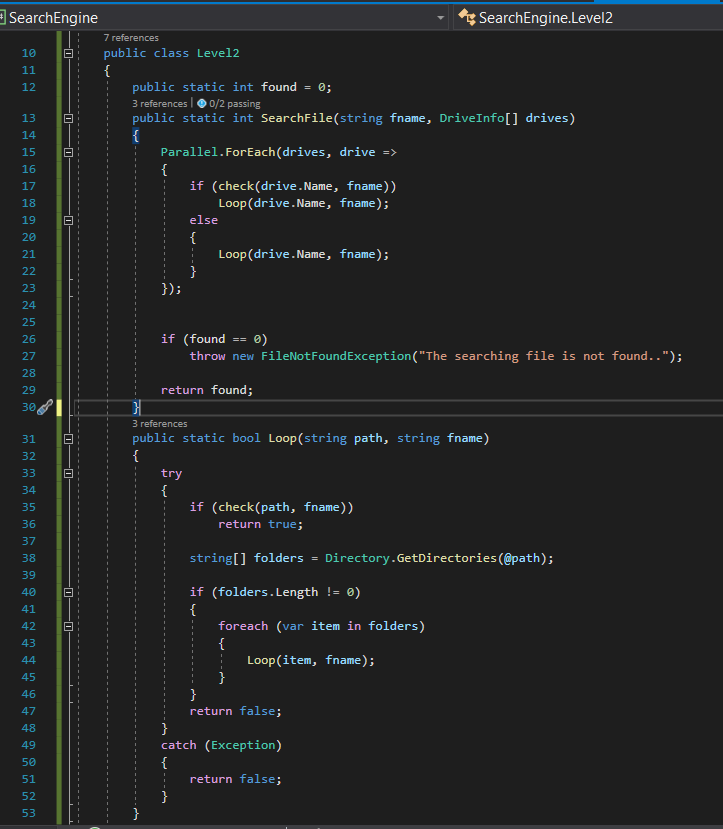 SearchEngine SearchEngine.Level2
7 references
10 public class Level2
11 {
12 public static int found = 0;
3 references | 0/2 passing
13 public static int SearchFile(string fname, DriveInfo[] drives)
14 {
15 Parallel.ForEach(drives, drive =>
16 {
17 if (check(drive.Name, fname))
18 Loop(drive.Name, fname);
19 else
20 {
21 Loop(drive.Name, fname);
22 }
23 });
24
25
26 if (found == 0)
27 throw new FileNotFoundException("The searching file is not found..");
28
29 return found;
30 }
3 references
31 public static bool Loop(string path, string fname)
32 {
33 try
34 {
35 if (check(path, fname))
36 return true;
37
38 string[] folders = Directory.GetDirectories(@path);
39
40 if (folders.Length != 0)
41 {
42 foreach (var item in folders)
43 {
44 Loop(item, fname);
45 }
46 }
47 return false;
48 }
49 catch (Exception)
50 {
51 return false;
52 }
53 }